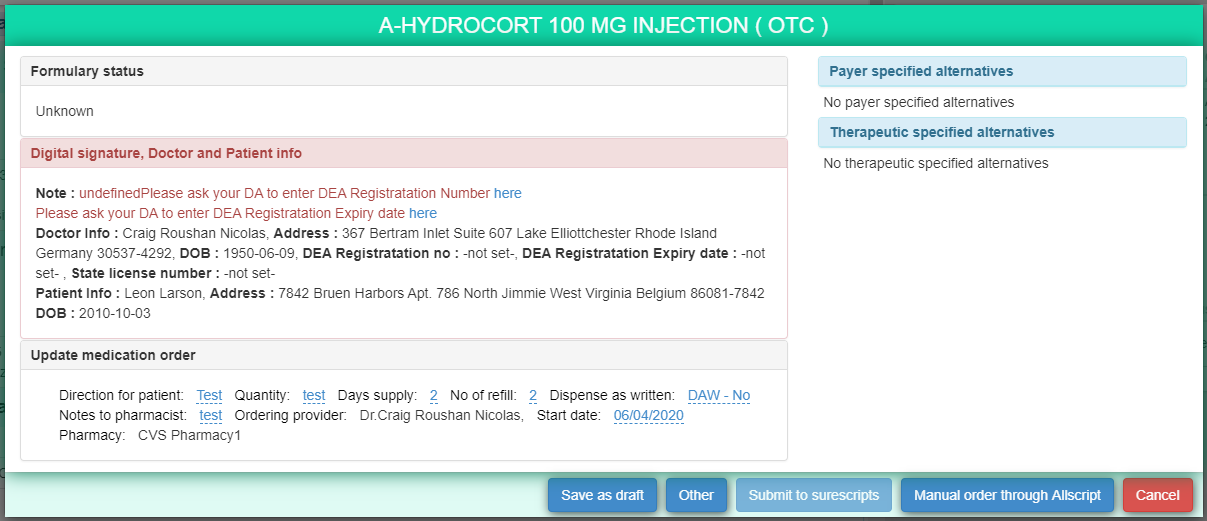 A-HYDROCORT 100 MG INJECTION ( OTC )
Formulary status
Unknown
Digital signature, Doctor and Patient info
Note : undefinedPlease ask your DA to enter DEA Registratation Number here
Please ask your DA to enter DEA Registratation Expiry date here
Doctor Info : Craig Roushan Nicolas, Address : 367 Bertram Inlet Suite 607 Lake Elliottchester Rhode Island
Germany 30537-4292, DOB : 1950-06-09, DEA Registratation no : -not set-, DEA Registratation Expiry date : -not
set- , State license number : -not set-
Patient Info : Leon Larson, Address : 7842 Bruen Harbors Apt. 786 North Jimmie West Virginia Belgium 86081-7842
DOB : 2010-10-03
Update medication order
Direction for patient: Test Quantity: test Days supply: 2 No of refill: 2 Dispense as written: DAW - No
Notes to pharmacist: test Ordering provider: Dr.Craig Roushan Nicolas, Start date: 06/04/2020
Pharmacy: CVS Pharmacy1
Payer specified alternatives
No payer specified alternatives
Therapeutic specified alternatives
No therapeutic specified alternatives
Save as draft Other Submit to surescripts Manual order through Allscript Cancel